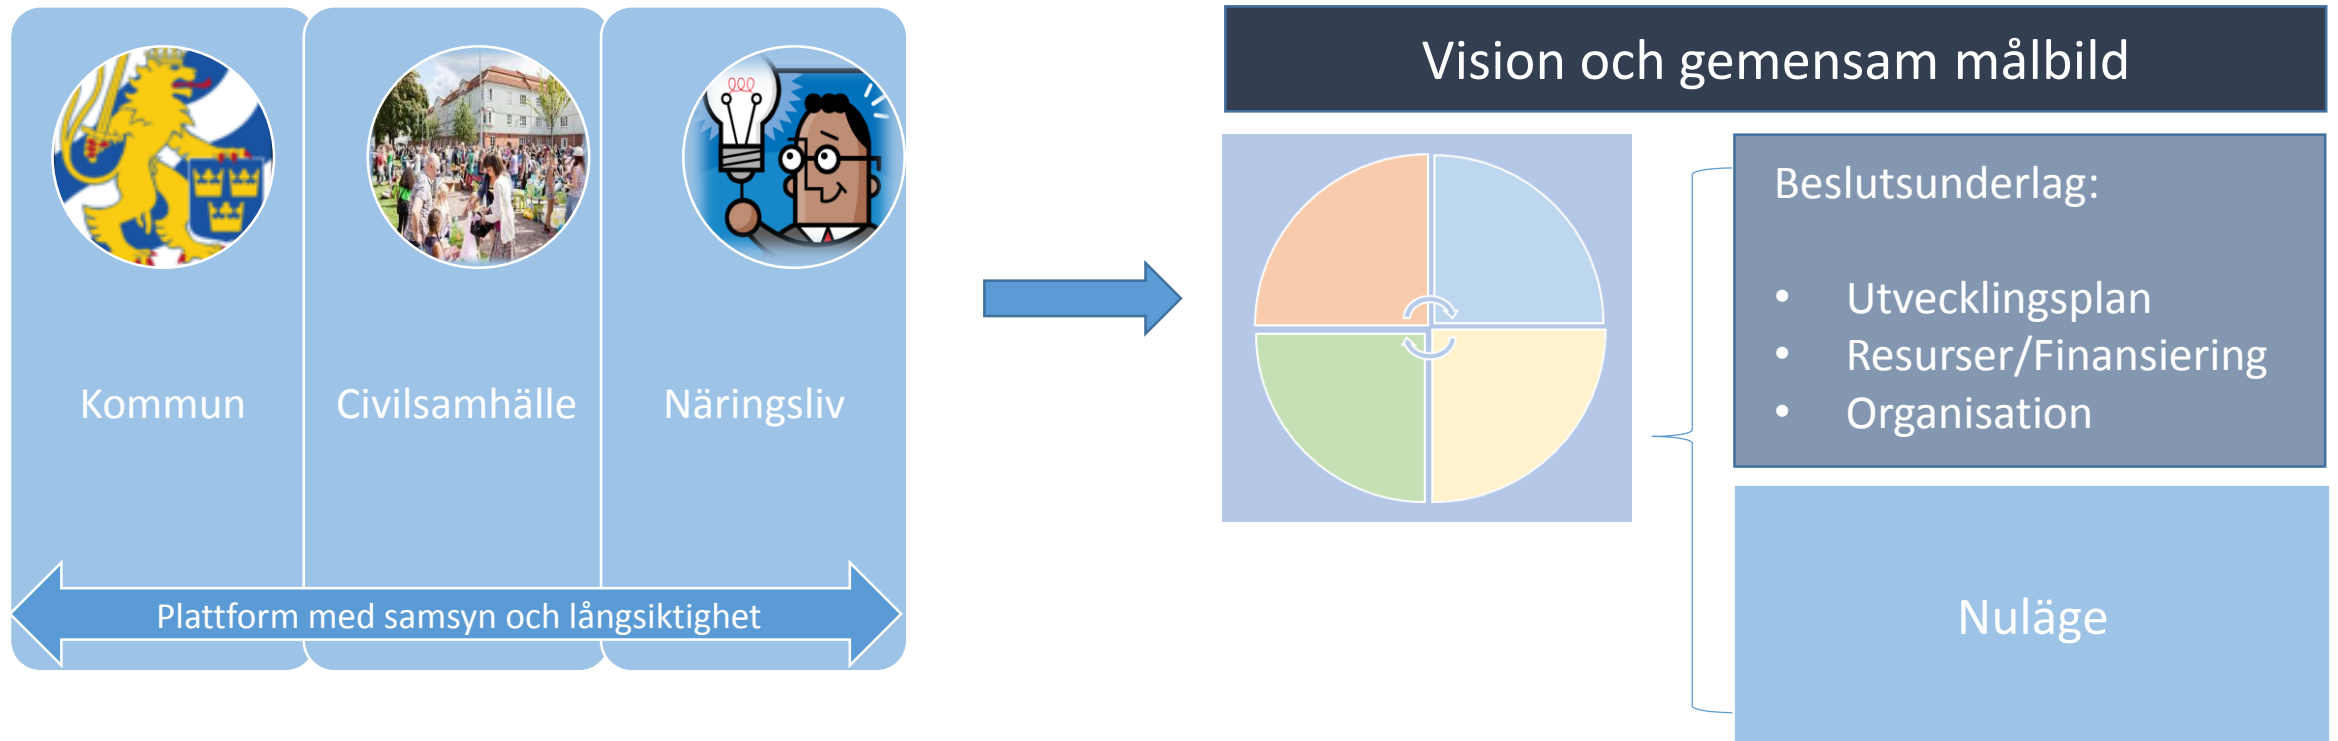 Kommun
Civilsamhälle
Näringsliv
Plattform med samsyn och långsiktighet
Vision och gemensam målbild
Beslutsunderlag:
• Utvecklingsplan
• Resurser/Finansiering
• Organisation
Nuläge